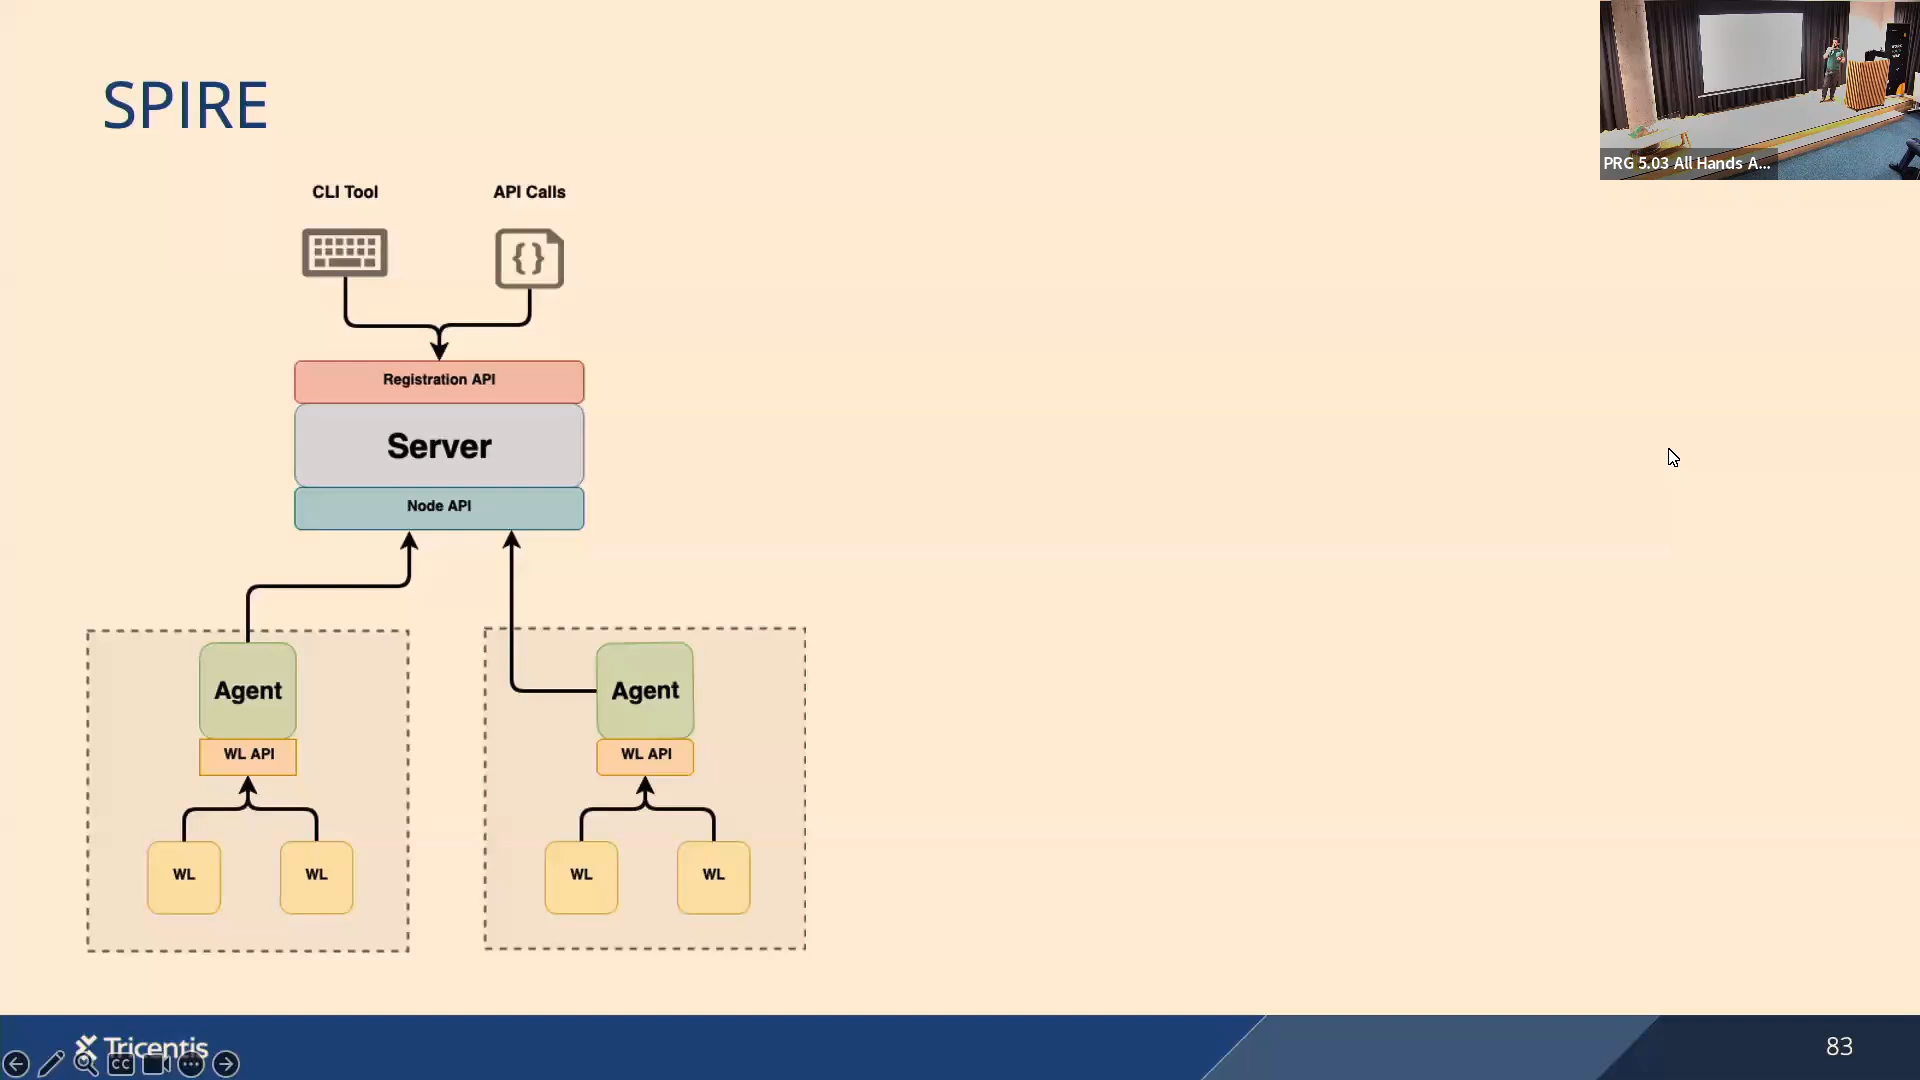 SPIRE
PRG 5.03 All Hands A...
CLI Tool
API Calls
{}
Registration API
Server
Node API
Agent
Agent
WL API
WL API
WL
WL
WL
WL
Tricentis
CC
83